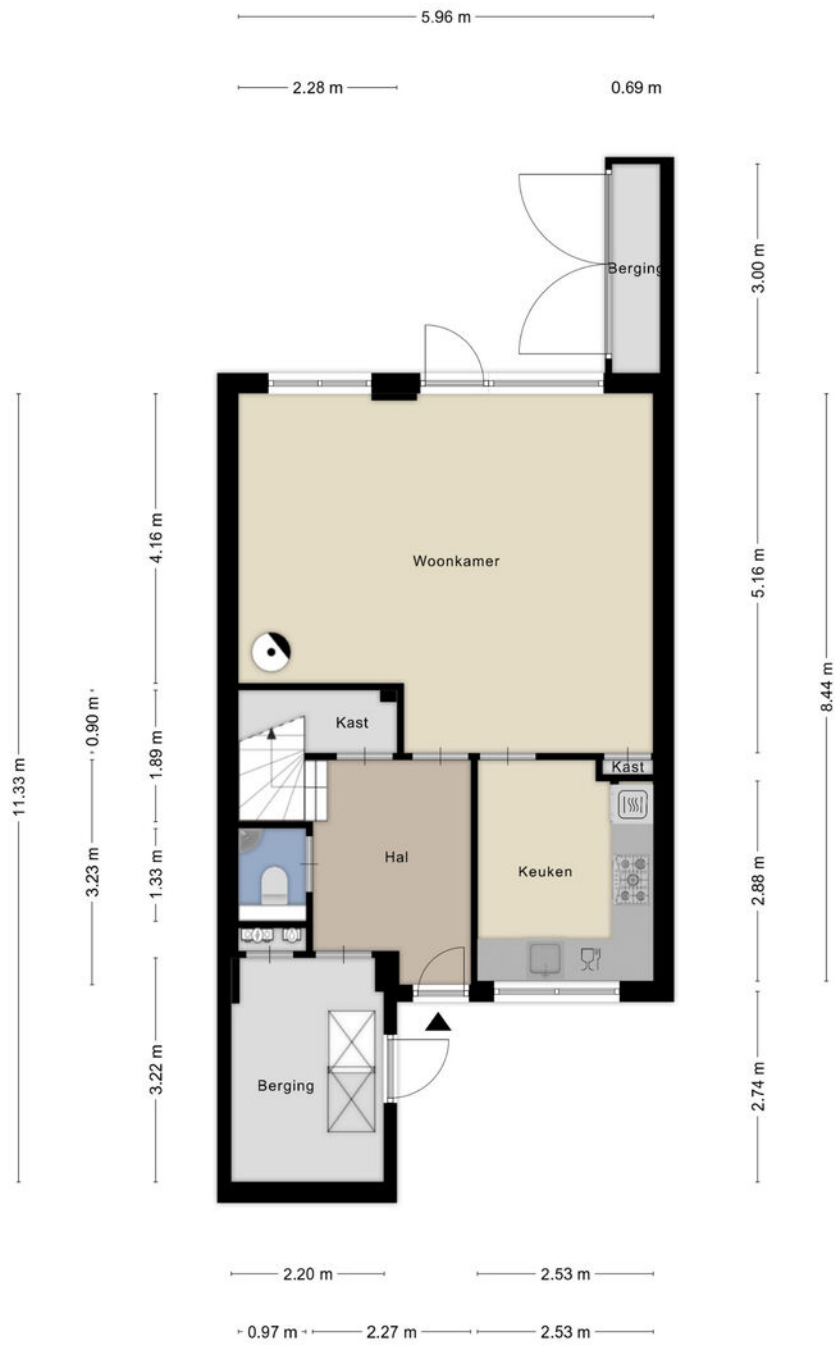 5.96 m
2.28 m
0.69 m
3.00 m
Berging
4.16 m
5.16 m
Woonkamer
8.44 m
11.33 m
0.90 m
1.89 m
Kast
Kast
3.23 m
1.33 m
Hal
Keuken
2.88 m
3.22 m
Berging
2.74 m
2.20 m
2.53 m
0.97 m
2.27 m
2.53 m